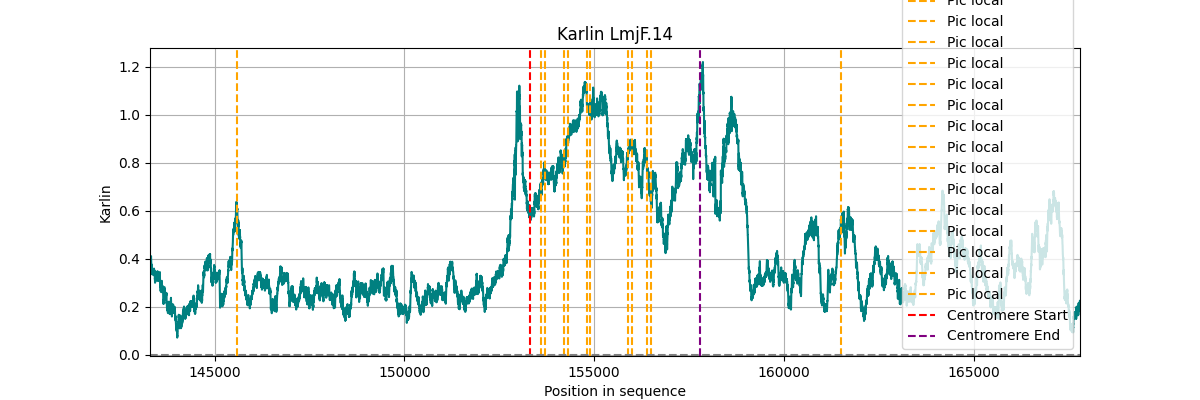 Pic local
Karlin LmjF.14
Pic local
Pic local
Pic local
Pic local
Pic local
Pic local
Pic local
Pic local
Pic local
Pic local
Pic local
Pic local
Pic local
Pic local
Centromere Start
Centromere End
1.2
1.0
0.8
0.6
0.4
0.2
0.0
Karlin
145000
150000
155000
160000
165000
Position in sequence